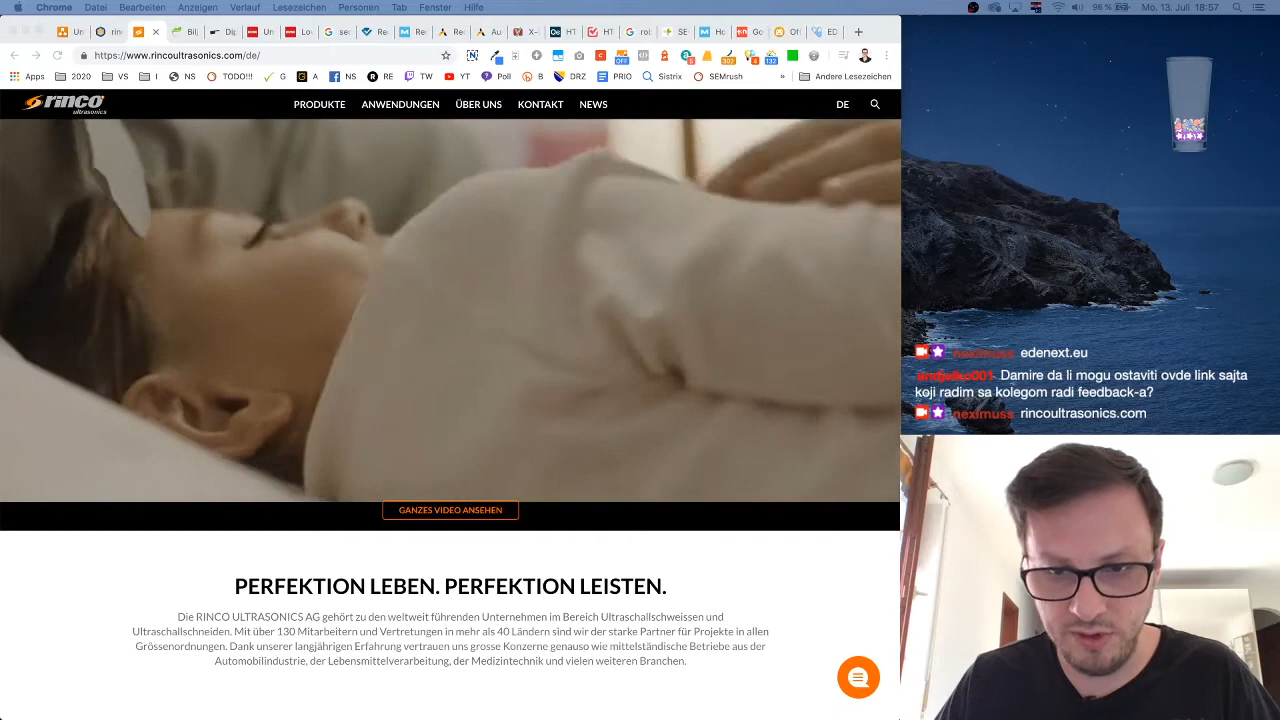 Chrome Datei Bearbeiten Anzeigen Verlauf Lesezeichen Personen Tab Fenster Hilfe
96 % Mo. 13. Juli 18:57
https://www.rincoultrasonics.com/de/
Apps 2020 VS I NS TODO!!! G A NS RE TW YT Poll B DRZ PRIO Sistrix SEMrush » Andere Lesezeichen
rinco
ultrasonics
PRODUKTE ANWENDUNGEN ÜBER UNS KONTAKT NEWS DE
GANZES VIDEO ANSEHEN
PERFEKTION LEBEN. PERFEKTION LEISTEN.
Die RINCO ULTRASONICS AG gehört zu den weltweit führenden Unternehmen im Bereich Ultraschallschweissen und
Ultraschallschneiden. Mit über 130 Mitarbeitern und Vertretungen in mehr als 40 Ländern sind wir der starke Partner für Projekte in allen
Grössenordnungen. Dank unserer langjährigen Erfahrung vertrauen uns grosse Konzerne genauso wie mittelständische Betriebe aus der
Automobilindustrie, der Lebensmittelverarbeitung, der Medizintechnik und vielen weiteren Branchen.
neximuss edenext.eu
andjelko001 Damire da li mogu ostaviti ovde link sajta
koji radim sa kolegom radi feedback-a?
neximuss rincoultrasonics.com